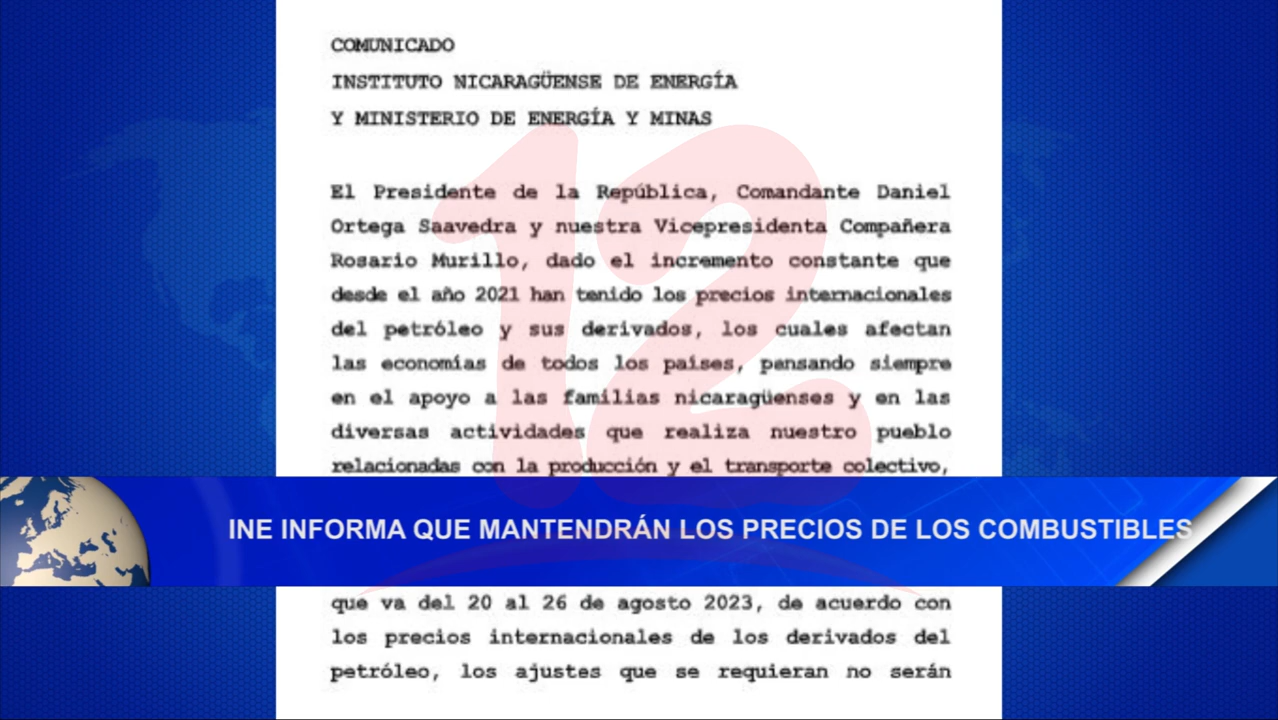 COMUNICADO
INSTITUTO NICARAGÜENSE DE ENERGÍA
Y MINISTERIO DE ENERGÍA Y MINAS
El Presidente de la República, Comandante Daniel
Ortega Saavedra y nuestra Vicepresidenta Compañera
Rosario Murillo, dado el incremento constante que
desde el año 2021 han tenido los precios internacionales
del petróleo y sus derivados, los cuales afectan
las economías de todos los países, pensando siempre
en el apoyo a las familias nicaragüenses y en las
diversas actividades que realiza nuestro pueblo
relacionadas con la producción y el transporte colectivo,
INE INFORMA QUE MANTENDRÁN LOS PRECIOS DE LOS COMBUSTIBLES
que va del 20 al 26 de agosto 2023, de acuerdo con
los precios internacionales de los derivados del
petróleo, los ajustes que se requieran no serán
12